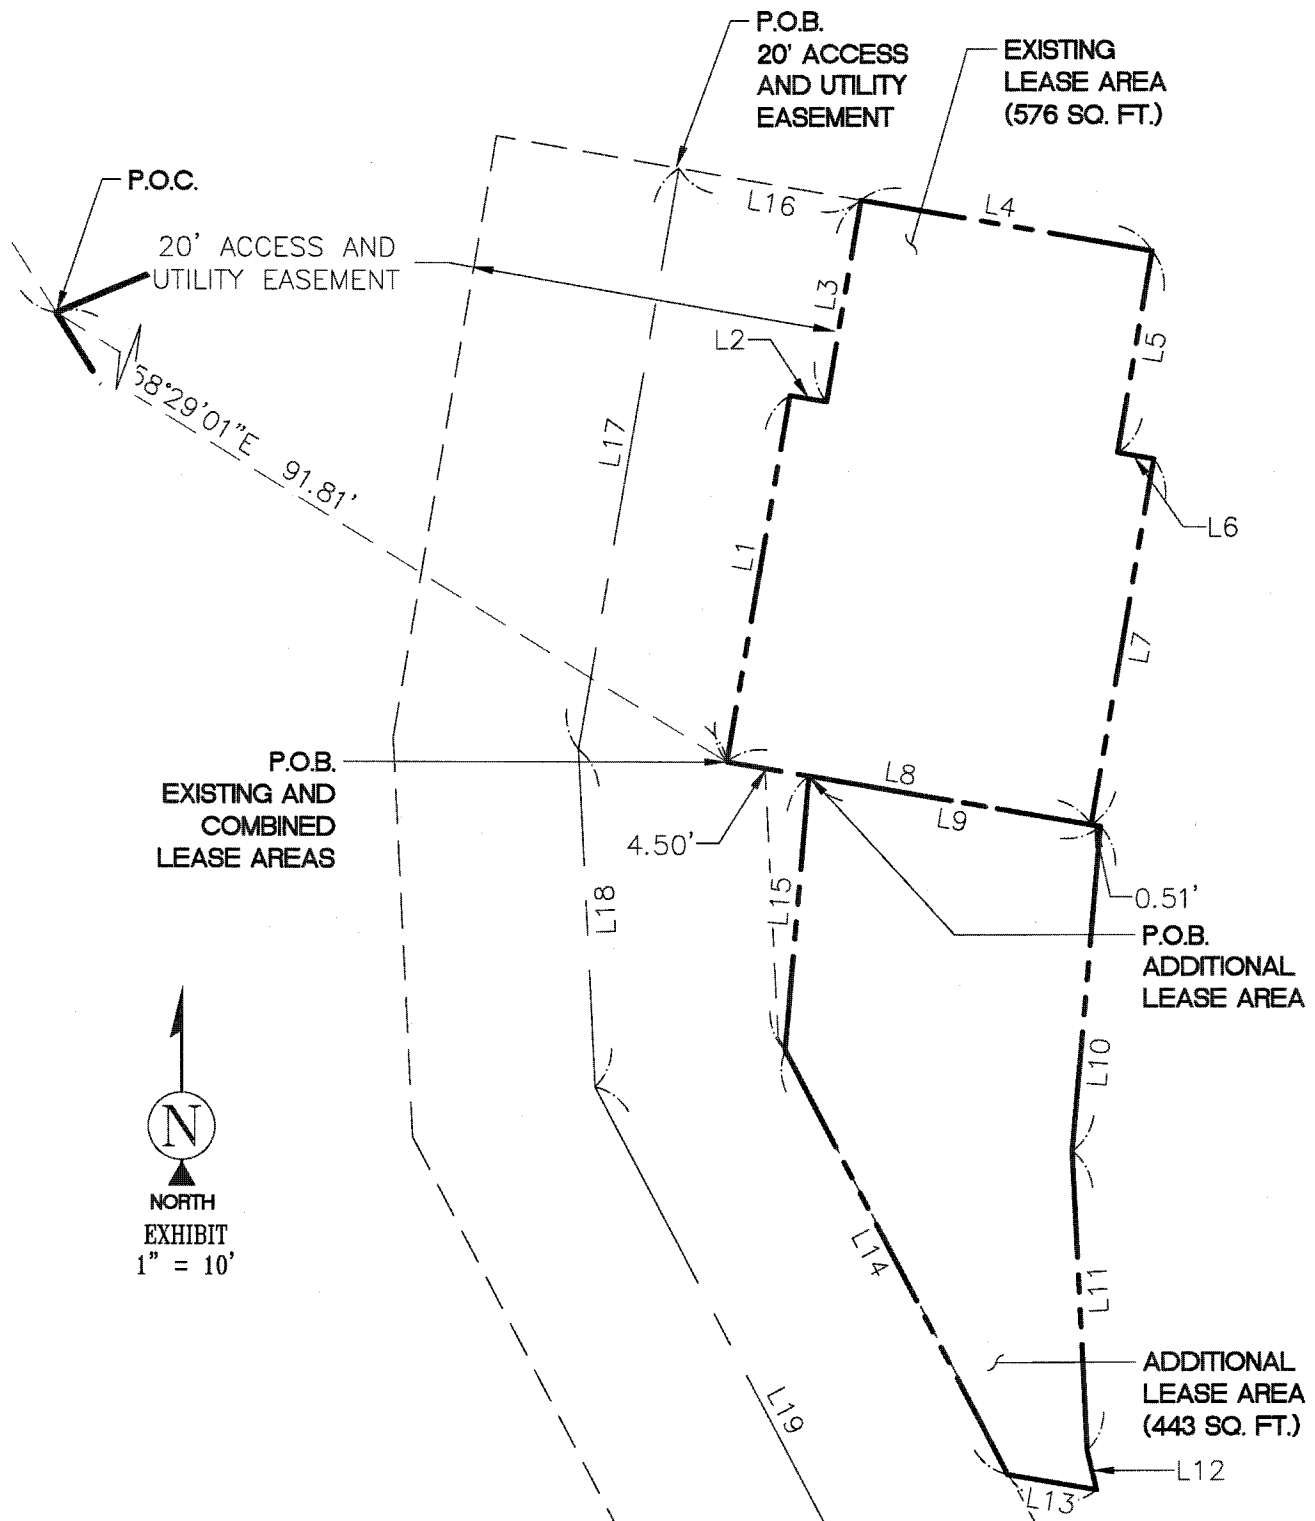 P.O.B.
20' ACCESS
AND UTILITY
EASEMENT
EXISTING
LEASE AREA
(576 SQ. FT.)
P.O.C.
20' ACCESS AND
UTILITY EASEMENT
L16
L4
L3
L2
L5
58°29'01"E 91.81'
L17
L6
L1
L7
P.O.B.
EXISTING AND
COMBINED
LEASE AREAS
L8
L9
4.50'
L15
L18
0.51'
P.O.B.
ADDITIONAL
LEASE AREA
L10
N
NORTH
EXHIBIT
1" = 10'
L14
L11
L19
ADDITIONAL
LEASE AREA
(443 SQ. FT.)
L12
L13